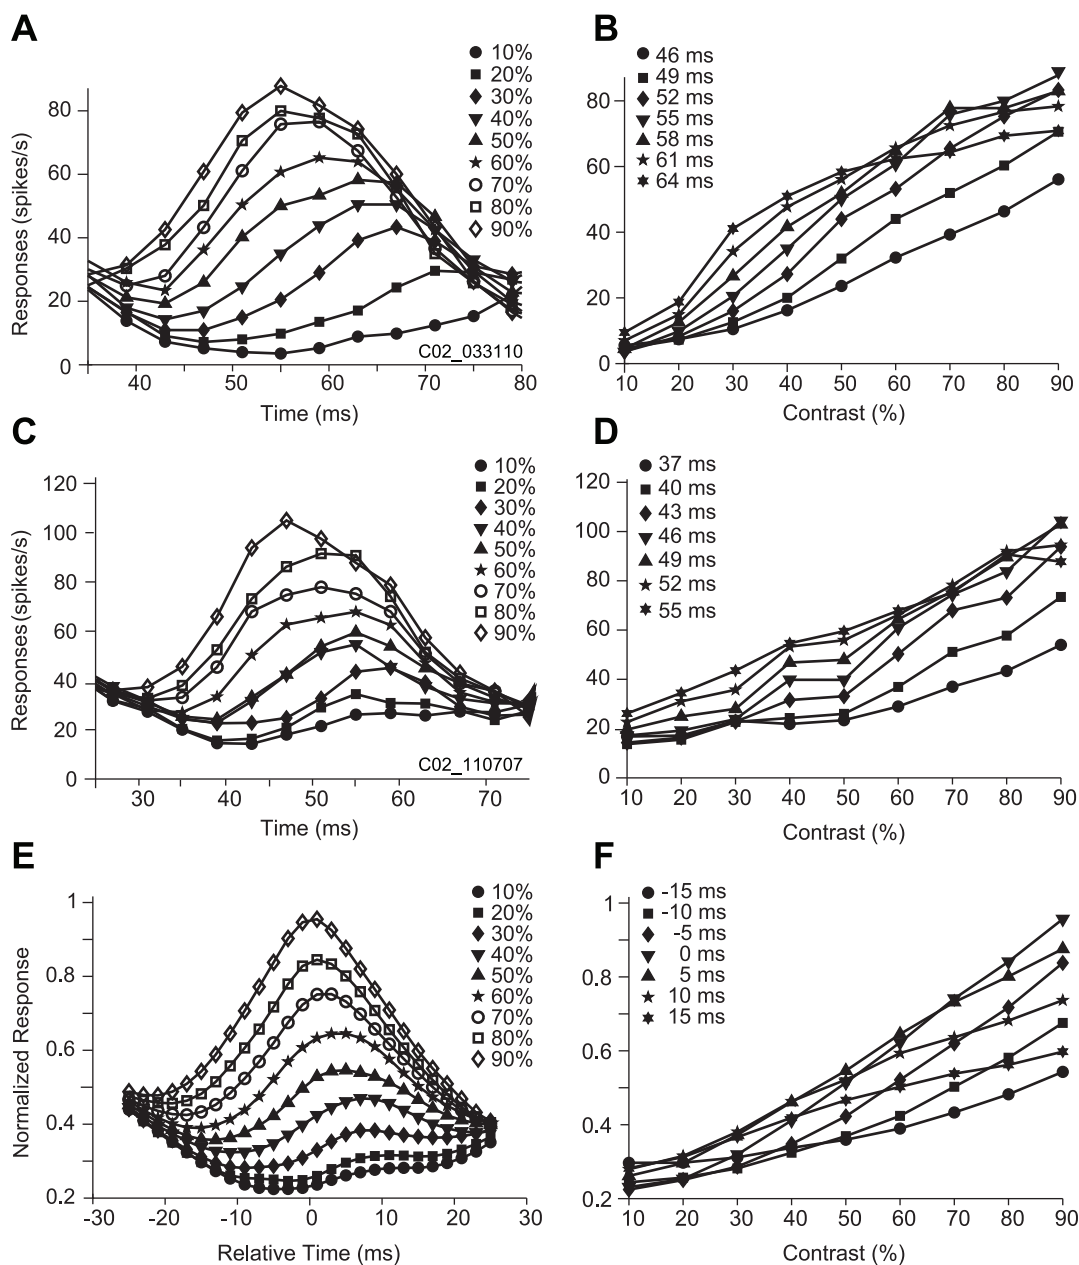 A
10%
20%
30%
40%
50%
60%
70%
80%
90%
80
60
40
20
0
Responses (spikes/s)
C02_033110
40 50 60 70 80
Time (ms)
B
46 ms
49 ms
52 ms
55 ms
58 ms
61 ms
64 ms
80
60
40
20
0
10 20 30 40 50 60 70 80 90
Contrast (%)
C
10%
20%
30%
40%
50%
60%
70%
80%
90%
120
100
80
60
40
20
0
Responses (spikes/s)
C02_110707
30 40 50 60 70
Time (ms)
D
37 ms
40 ms
43 ms
46 ms
49 ms
52 ms
55 ms
120
100
80
60
40
20
0
10 20 30 40 50 60 70 80 90
Contrast (%)
E
10%
20%
30%
40%
50%
60%
70%
80%
90%
1
0.8
0.6
0.4
0.2
Normalized Response
-30 -20 -10 0 10 20 30
Relative Time (ms)
F
-15 ms
-10 ms
-5 ms
0 ms
5 ms
10 ms
15 ms
1
0.8
0.6
0.4
0.2
10 20 30 40 50 60 70 80 90
Contrast (%)